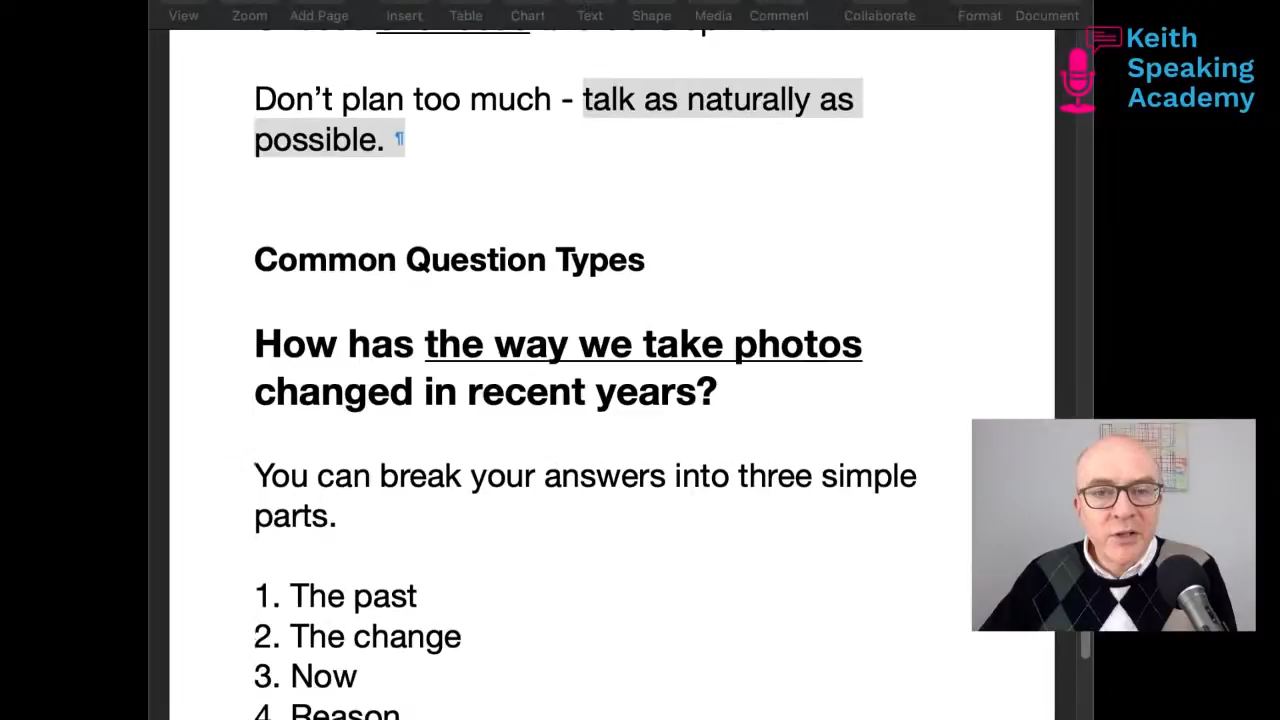 View Zoom Add Page Insert Table Chart Text Shape Media Comment Collaborate Format Document
Keith
Speaking
Academy
Don’t plan too much - talk as naturally as
possible. ¶
Common Question Types
How has the way we take photos
changed in recent years?
You can break your answers into three simple
parts.
1. The past
2. The change
3. Now
4. Reason